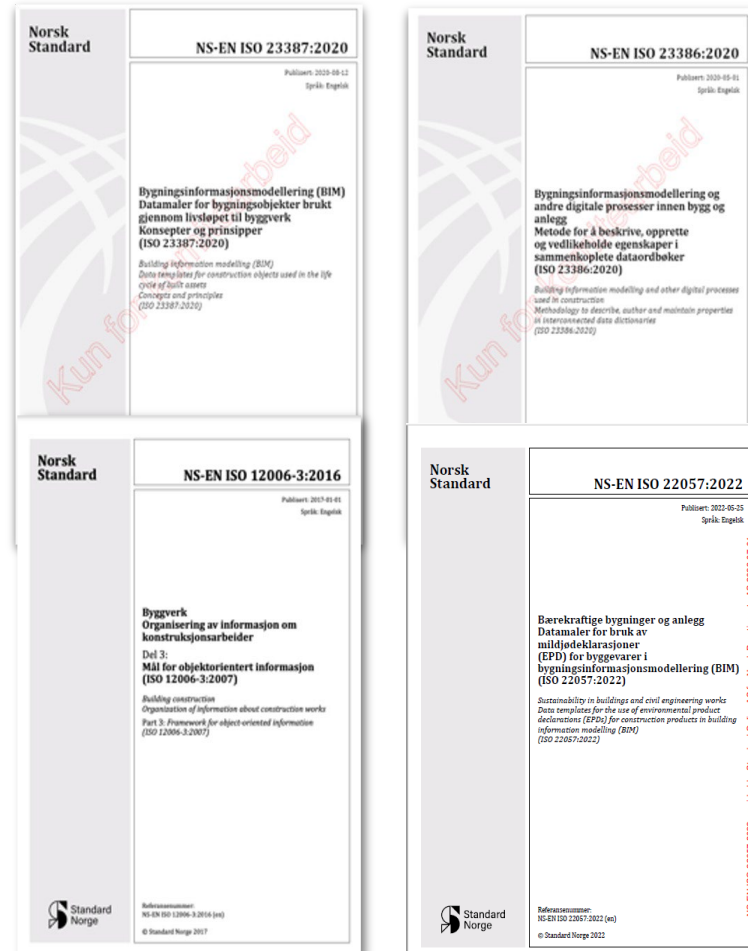 Norsk
Standard
NS-EN ISO 23387:2020
Publisert: 2020-08-12
Språk: Engelsk
Bygningsinformasjonsmodellering (BIM)
Datamaler for bygningsobjekter brukt
gjennom livsløpet til byggverk
Konsepter og prinsipper
(ISO 23387:2020)
Building information modelling (BIM)
Data templates for construction objects used in the life
cycle of built assets
Concepts and principles
(ISO 23387:2020)
Kun for
arbeid
Norsk
Standard
NS-EN ISO 23386:2020
Publisert: 2020-05-01
Språk: Engelsk
Bygningsinformasjonsmodellering og
andre digitale prosesser innen bygg og
anlegg
Metode for å beskrive, opprette
og vedlikeholde egenskaper i
sammenkoplete dataordbøker
(ISO 23386:2020)
Building information modelling and other digital processes
used in construction
Methodology to describe, author and maintain properties
in interconnected data dictionaries
(ISO 23386:2020)
Kun for komitearbeid
Norsk
Standard
NS-EN ISO 12006-3:2016
Publisert: 2017-01-01
Språk: Engelsk
Byggverk
Organisering av informasjon om
konstruksjonsarbeider
Del 3:
Mål for objektorientert informasjon
(ISO 12006-3:2007)
Building construction
Organization of information about construction works
Part 3: Framework for object-oriented information
(ISO 12006-3:2007)
Standard
Norge
Referansenummer:
NS-EN ISO 12006-3:2016 (en)
© Standard Norge 2017
Norsk
Standard
NS-EN ISO 22057:2022
Publisert: 2022-05-25
Språk: Engelsk
Bærekraftige bygninger og anlegg
Datamaler for bruk av
mildjødeklarasjoner
(EPD) for byggevarer i
bygningsinformasjonsmodellering (BIM)
(ISO 22057:2022)
Sustainability in buildings and civil engineering works
Data templates for the use of environmental product
declarations (EPDs) for construction products in building
information modelling (BIM)
(ISO 22057:2022)
Standard
Norge
Referansenummer:
NS-EN ISO 22057:2022 (en)
© Standard Norge 2022